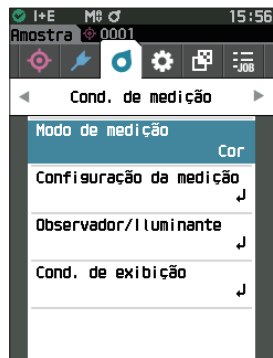 I+E M0 15:56
Amostra 0001
JOB
Cond. de medição
Modo de medição
Cor
Configuração da medição
Observador/Iluminante
Cond. de exibição